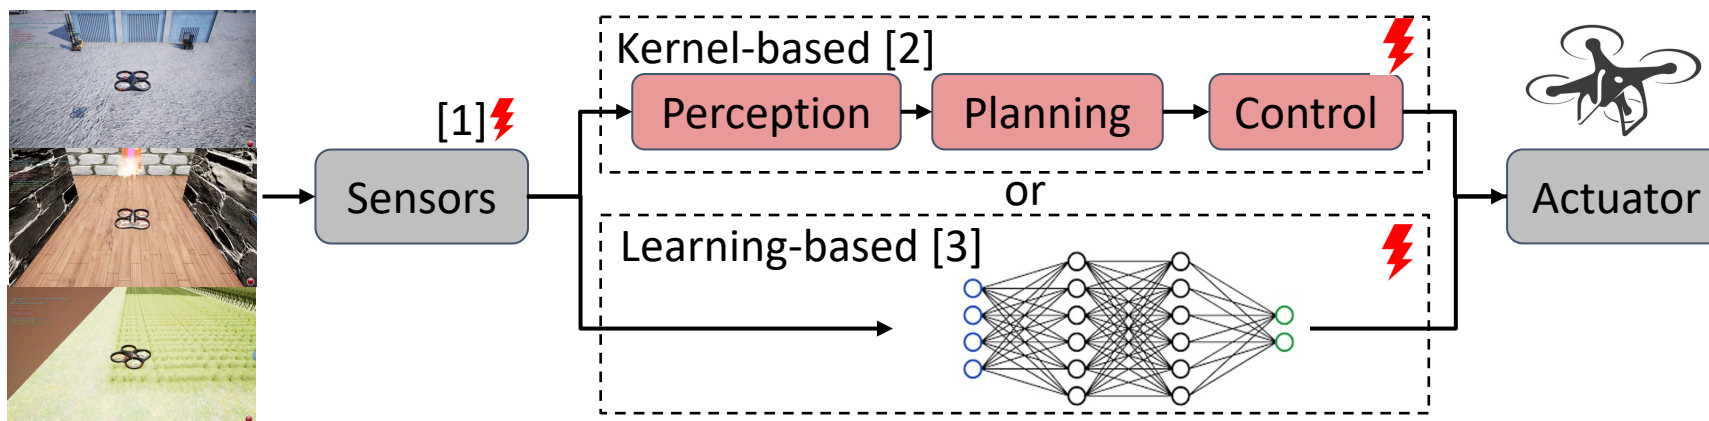 [1]
Sensors
Kernel-based [2]
Perception
Planning
Control
or
Learning-based [3]
Actuator